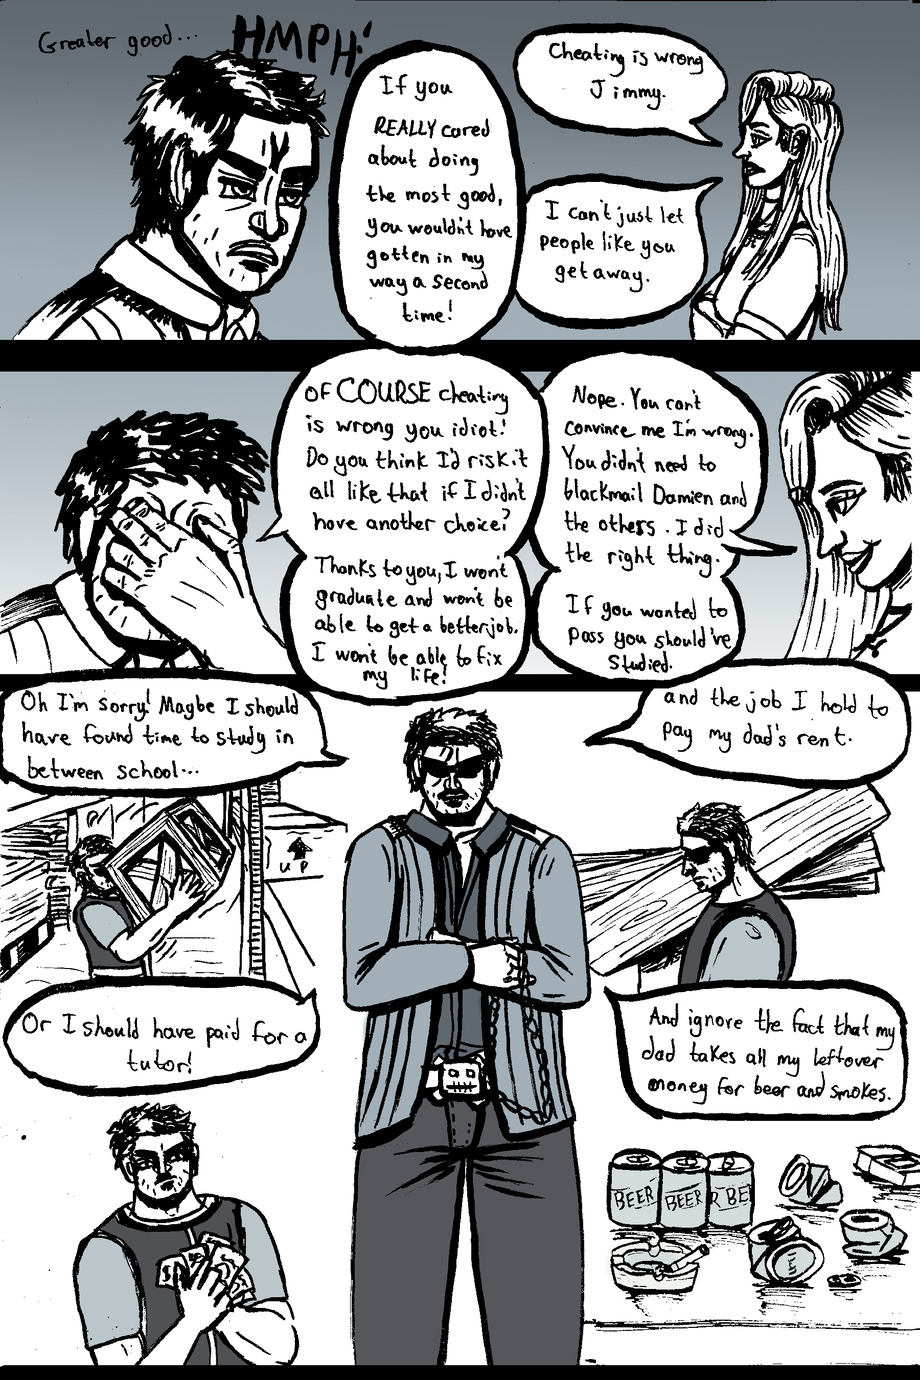 Greater good...
HMPH!
If you
REALLY cared
about doing
the most good,
you wouldn't have
gotten in my
way a second
time!
Cheating is wrong
Jimmy.
I can't just let
people like you
get away.
OF COURSE cheating
is wrong you idiot!
Do you think I'd risk it
all like that if I didn't
have another choice?
Thanks to you, I won't
graduate and won't be
able to get a better job.
I won't be able to fix
my life!
Nope. You can't
convince me I'm wrong.
You didn't need to
blackmail Damien and
the others. I did
the right thing.
If you wanted to
pass you should've
studied.
Oh I'm sorry! Maybe I should
have found time to study in
between school...
and the job I hold to
pay my dad's rent.
UP
Or I should have paid for a
tutor!
And ignore the fact that my
dad takes all my leftover
money for beer and smokes.
BEER BEER R BE